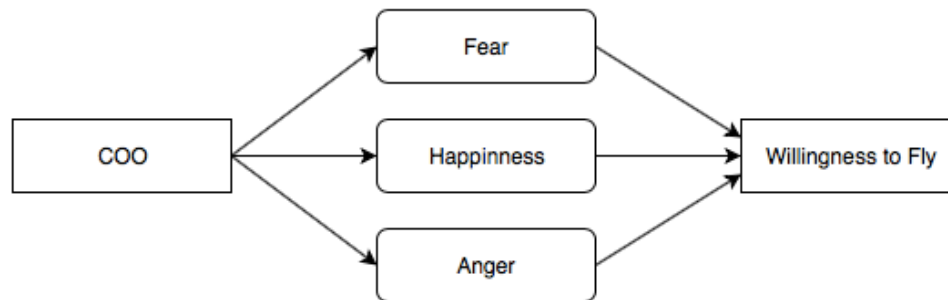 Fear
COO
Happinness
Willingness to Fly
Anger